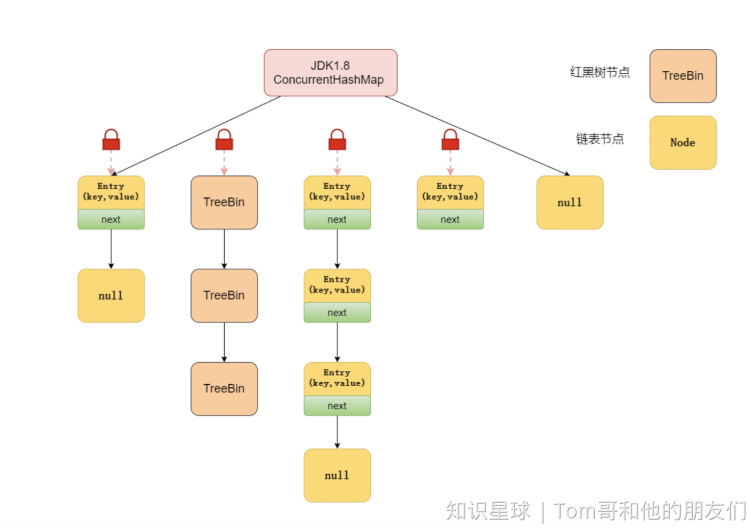 JDK1.8
ConcurrentHashMap
红黑树节点
TreeBin
链表节点
Node
Entry
(key,value)
next
TreeBin
Entry
(key,value)
next
Entry
(key,value)
next
null
null
TreeBin
Entry
(key,value)
next
TreeBin
Entry
(key,value)
next
null
知识星球 | Tom哥和他的朋友们